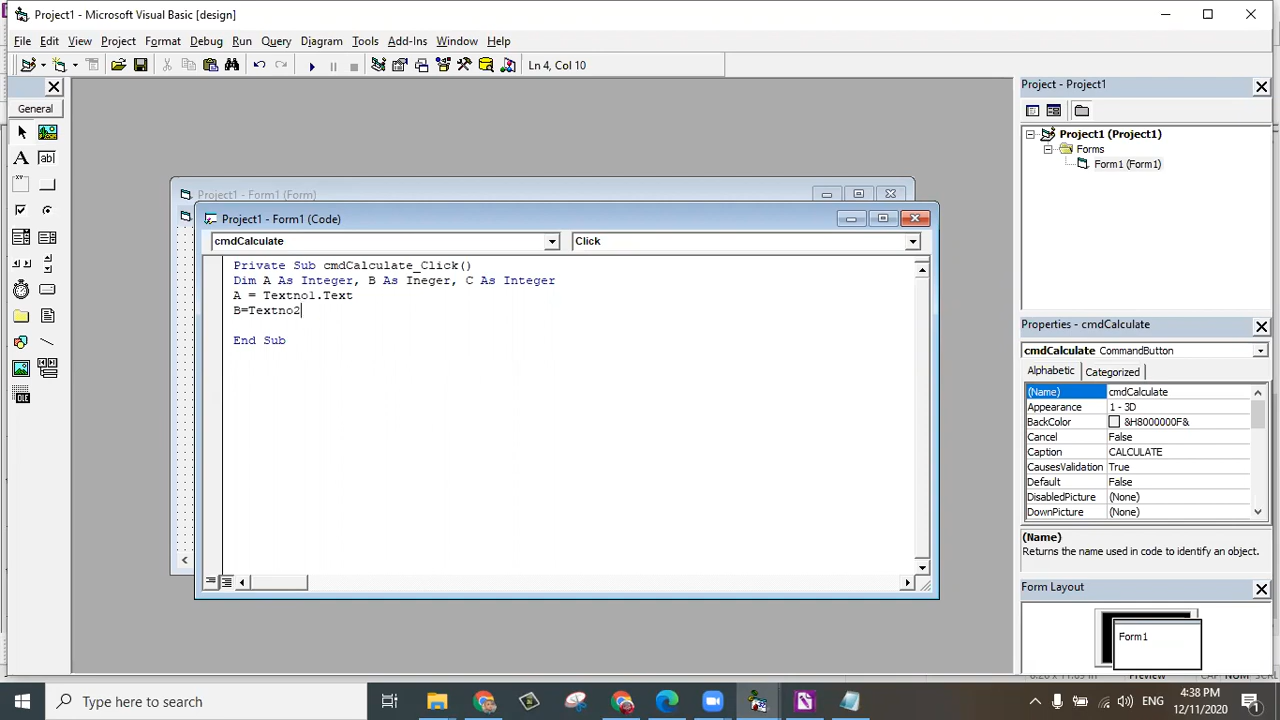 Project1 - Microsoft Visual Basic [design]
File Edit View Project Format Debug Run Query Diagram Tools Add-Ins Window Help
Ln 4, Col 10
General
Project - Project1
Project1 (Project1)
Forms
Form1 (Form1)
Project1 - Form1 (Form)
Project1 - Form1 (Code)
cmdCalculate Click
Private Sub cmdCalculate_Click()
Dim A As Integer, B As Ineger, C As Integer
A = Textno1.Text
B=Textno2
End Sub
Properties - cmdCalculate
cmdCalculate CommandButton
Alphabetic Categorized
(Name) cmdCalculate
Appearance 1 - 3D
BackColor &H8000000F&
Cancel False
Caption CALCULATE
CausesValidation True
Default False
DisabledPicture (None)
DownPicture (None)
(Name)
Returns the name used in code to identify an object.
Form Layout
Form1
Preview
Type here to search
ENG
4:38 PM
12/11/2020
1